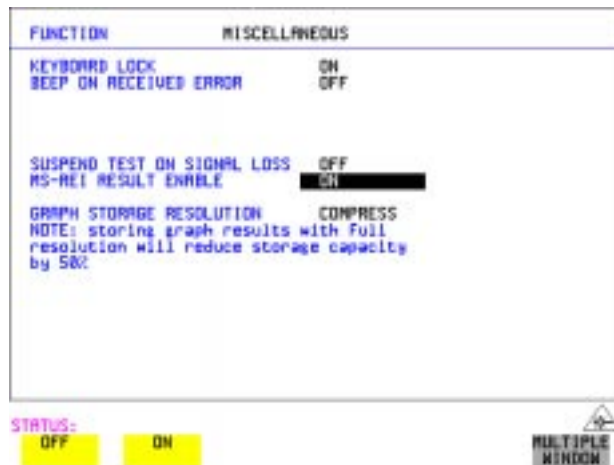 FUNCTION MISCELLANEOUS
KEYBOARD LOCK ON
BEEP ON RECEIVED ERROR OFF
SUSPEND TEST ON SIGNAL LOSS OFF
MS-REI RESULT ENABLE ON
GRAPH STORAGE RESOLUTION COMPRESS
NOTE: storing graph results with Full
resolution will reduce storage capacity
by 50%
STATUS:
OFF ON MULTIPLE
WINDOW